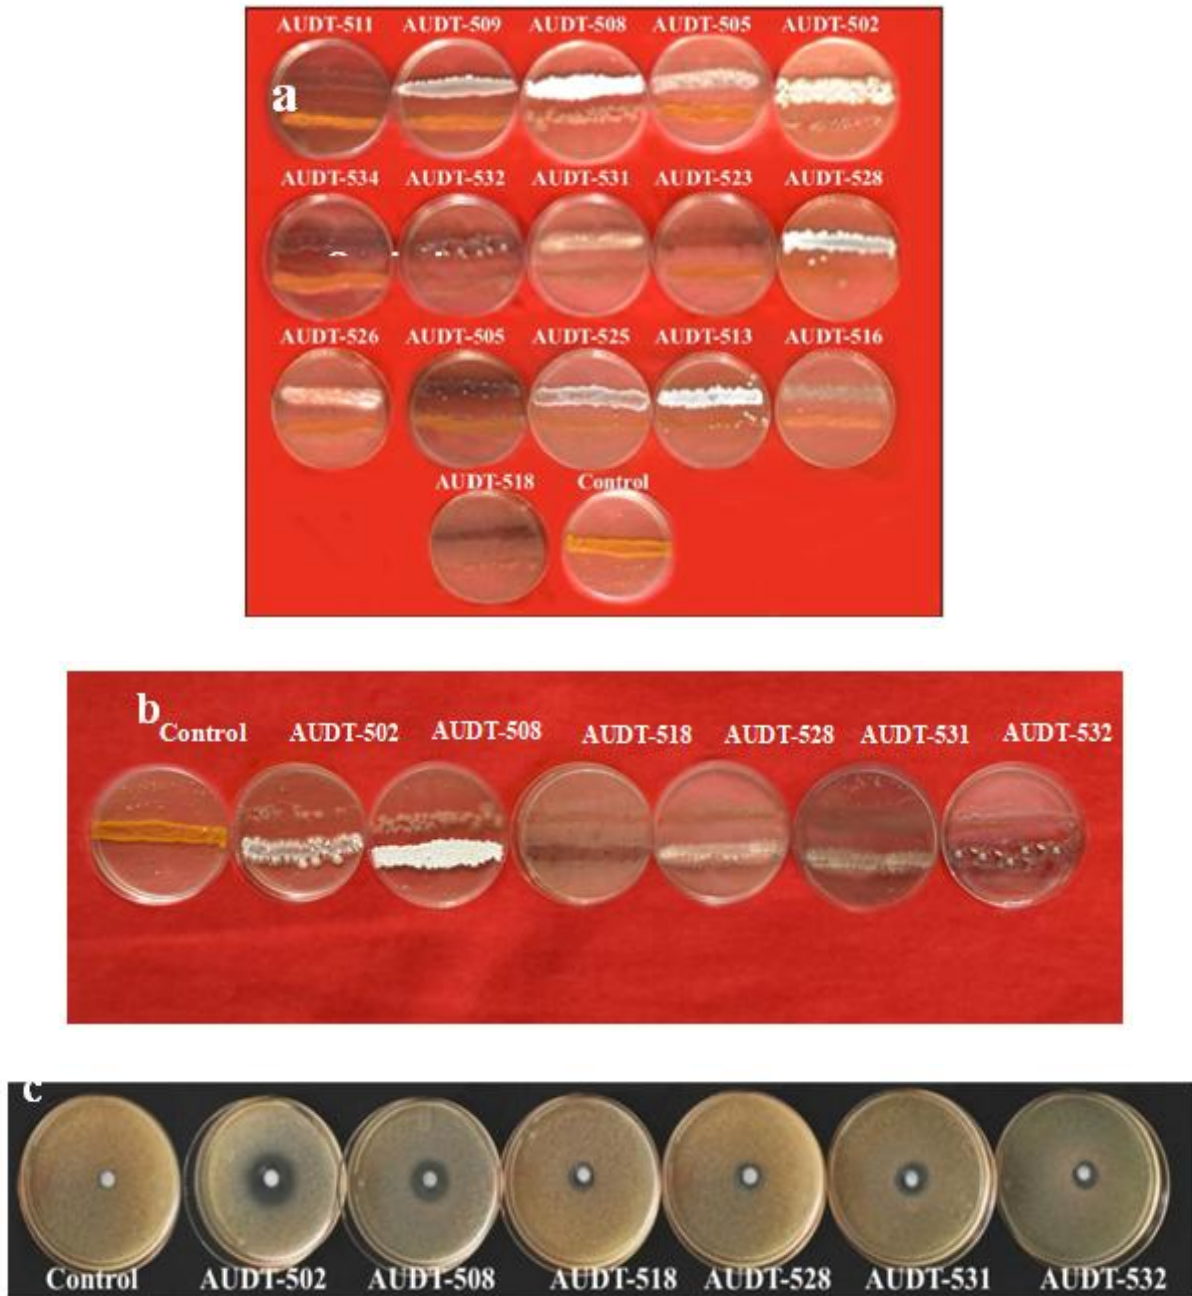 AUDT-511 AUDT-509 AUDT-508 AUDT-505 AUDT-502
a
AUDT-534 AUDT-532 AUDT-531 AUDT-523 AUDT-528
AUDT-526 AUDT-505 AUDT-525 AUDT-513 AUDT-516
AUDT-518 Control
b
Control AUDT-502 AUDT-508 AUDT-518 AUDT-528 AUDT-531 AUDT-532
c
Control AUDT-502 AUDT-508 AUDT-518 AUDT-528 AUDT-531 AUDT-532